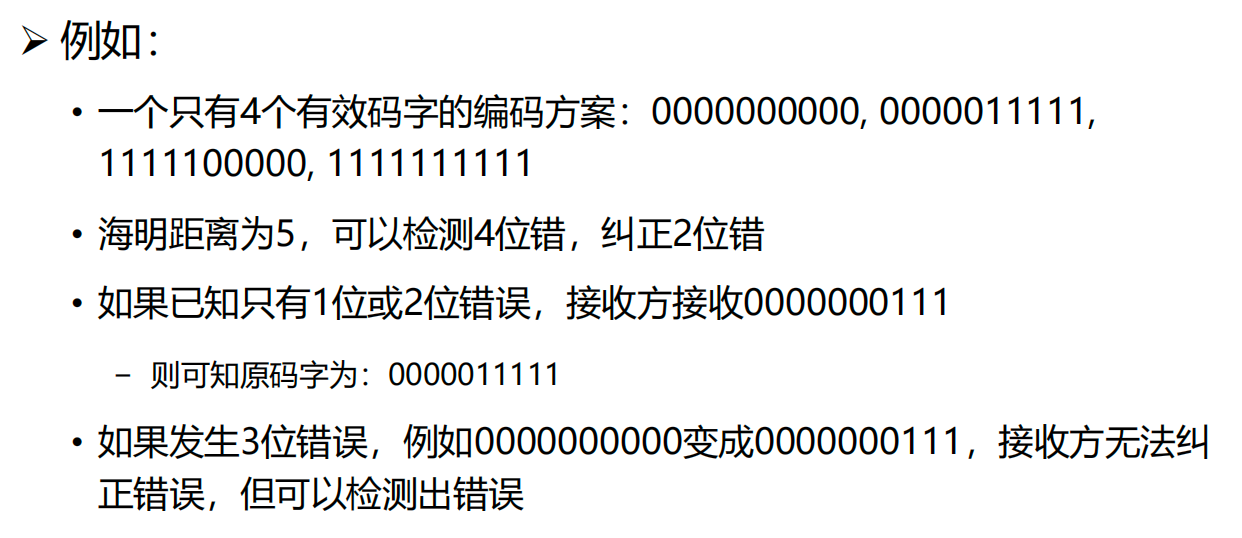 ➢ 例如：
• 一个只有4个有效码字的编码方案：0000000000, 0000011111,
1111100000, 1111111111
• 海明距离为5，可以检测4位错，纠正2位错
• 如果已知只有1位或2位错误，接收方接收0000000111
– 则可知原码字为：0000011111
• 如果发生3位错误，例如0000000000变成0000000111，接收方无法纠
正错误，但可以检测出错误